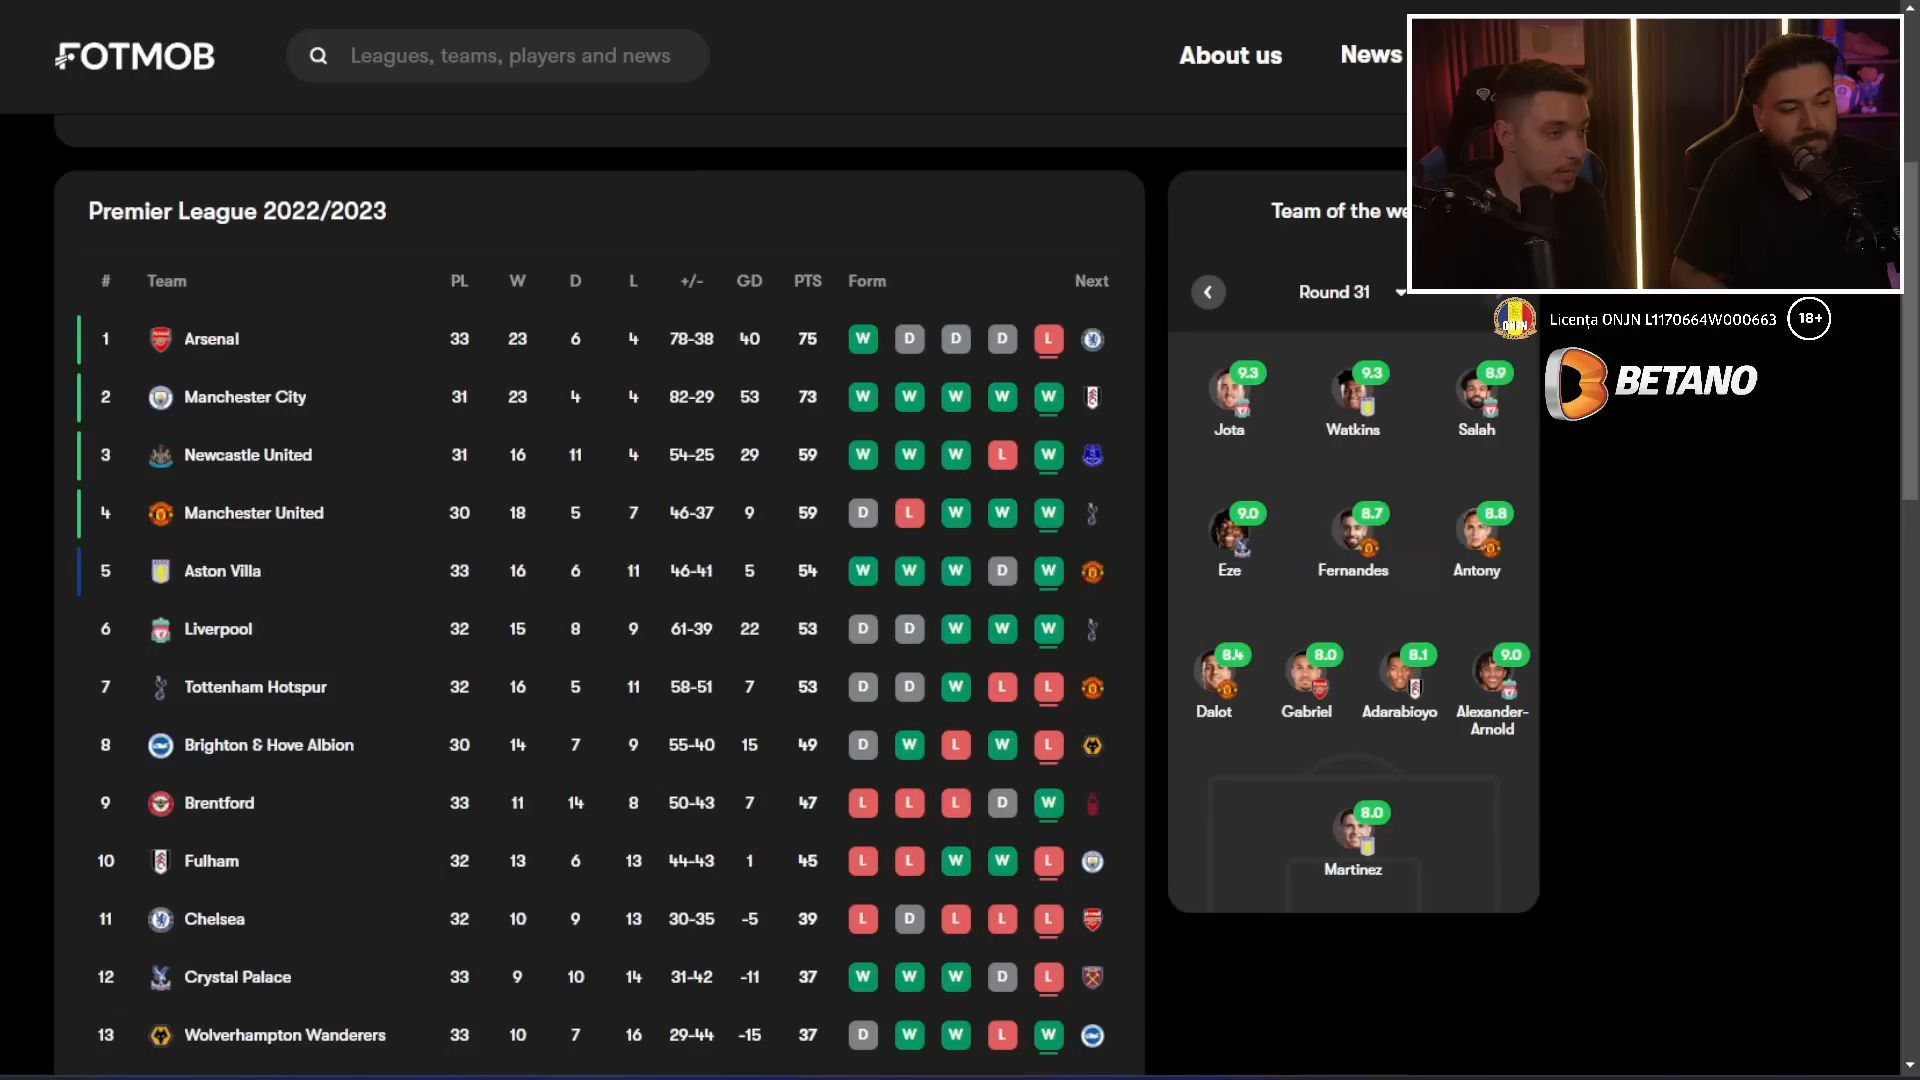 FOTMOB
Leagues, teams, players and news
About us
News
Premier League 2022/2023
# Team PL W D L +/- GD PTS Form Next
1 Arsenal 33 23 6 4 78-38 40 75 W D D D L
2 Manchester City 31 23 4 4 82-29 53 73 W W W W W
3 Newcastle United 31 16 11 4 54-25 29 59 W W W L W
4 Manchester United 30 18 5 7 46-37 9 59 D L W W W
5 Aston Villa 33 16 6 11 46-41 5 54 W W W D W
6 Liverpool 32 15 8 9 61-39 22 53 D D W W W
7 Tottenham Hotspur 32 16 5 11 58-51 7 53 D D W L L
8 Brighton & Hove Albion 30 14 7 9 55-40 15 49 D W L W L
9 Brentford 33 11 14 8 50-43 7 47 L L L D W
10 Fulham 32 13 6 13 44-43 1 45 L L W W L
11 Chelsea 32 10 9 13 30-35 -5 39 L D L L L
12 Crystal Palace 33 9 10 14 31-42 -11 37 W W W D L
13 Wolverhampton Wanderers 33 10 7 16 29-44 -15 37 D W W L W
Team of the we
Round 31
9.3 9.3 8.9
Jota Watkins Salah
9.0 8.7 8.8
Eze Fernandes Antony
8.4 8.0 8.1 9.0
Dalot Gabriel Adarabioyo Alexander-
Arnold
8.0
Martinez
ONJN Licența ONJN L1170664W000663 18+
BETANO